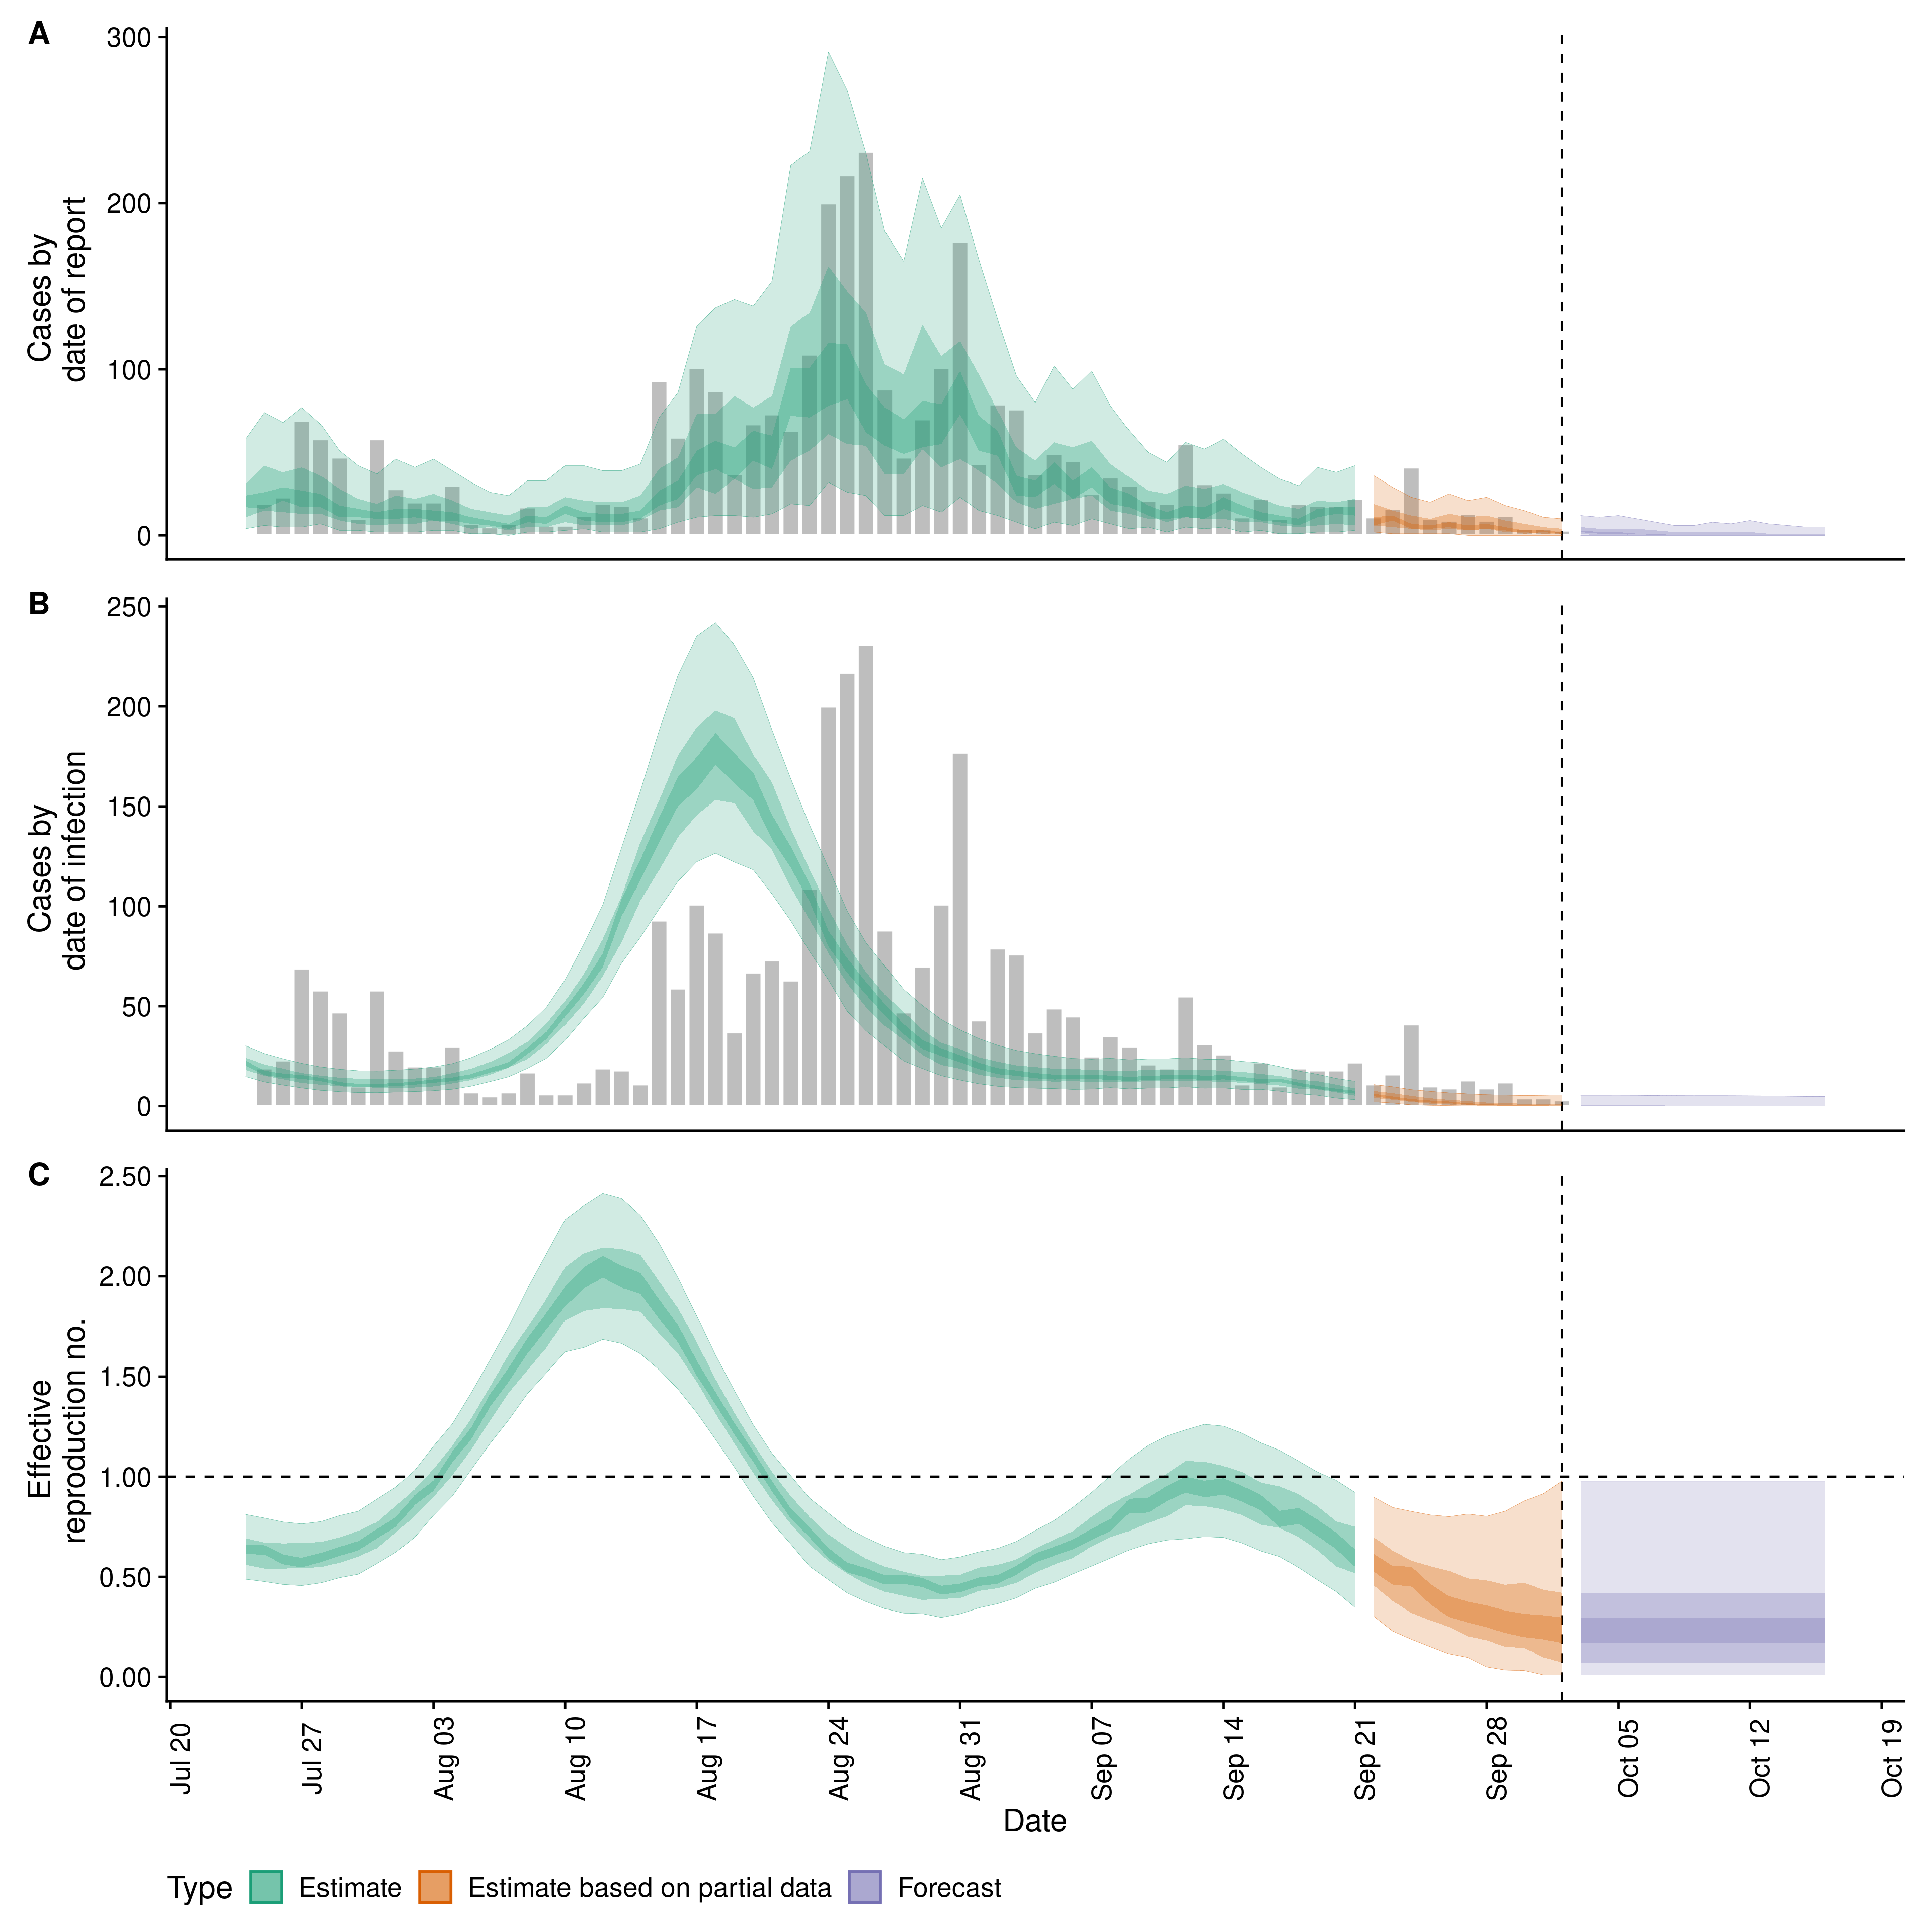 A
300
200
100
0
Cases by
date of report
B
250
200
150
100
50
0
Cases by
date of infection
C
2.50
2.00
1.50
1.00
0.50
0.00
Effective
reproduction no.
Jul 20
Jul 27
Aug 03
Aug 10
Aug 17
Aug 24
Aug 31
Sep 07
Sep 14
Sep 21
Sep 28
Oct 05
Oct 12
Oct 19
Date
Type Estimate Estimate based on partial data Forecast